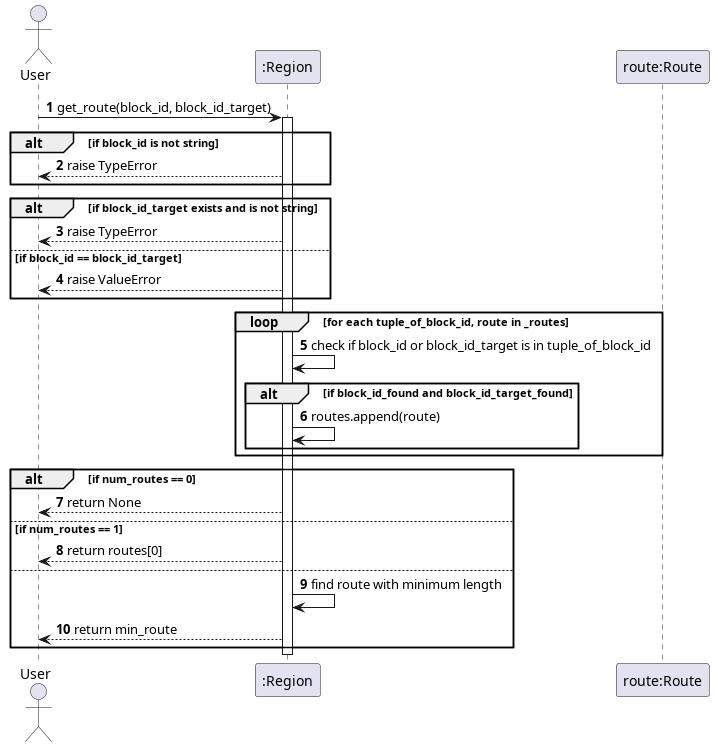 User
:Region
route:Route
1 get_route(block_id, block_id_target)
alt [if block_id is not string]
2 raise TypeError
alt [if block_id_target exists and is not string]
3 raise TypeError
if block_id == block_id_target]
4 raise ValueError
loop [for each tuple_of_block_id, route in _routes]
5 check if block_id or block_id_target is in tuple_of_block_id
alt [if block_id_found and block_id_target_found]
6 routes.append(route)
alt [if num_routes == 0]
7 return None
[if num_routes == 1]
8 return routes[0]
9 find route with minimum length
10 return min_route
User
:Region
route:Route